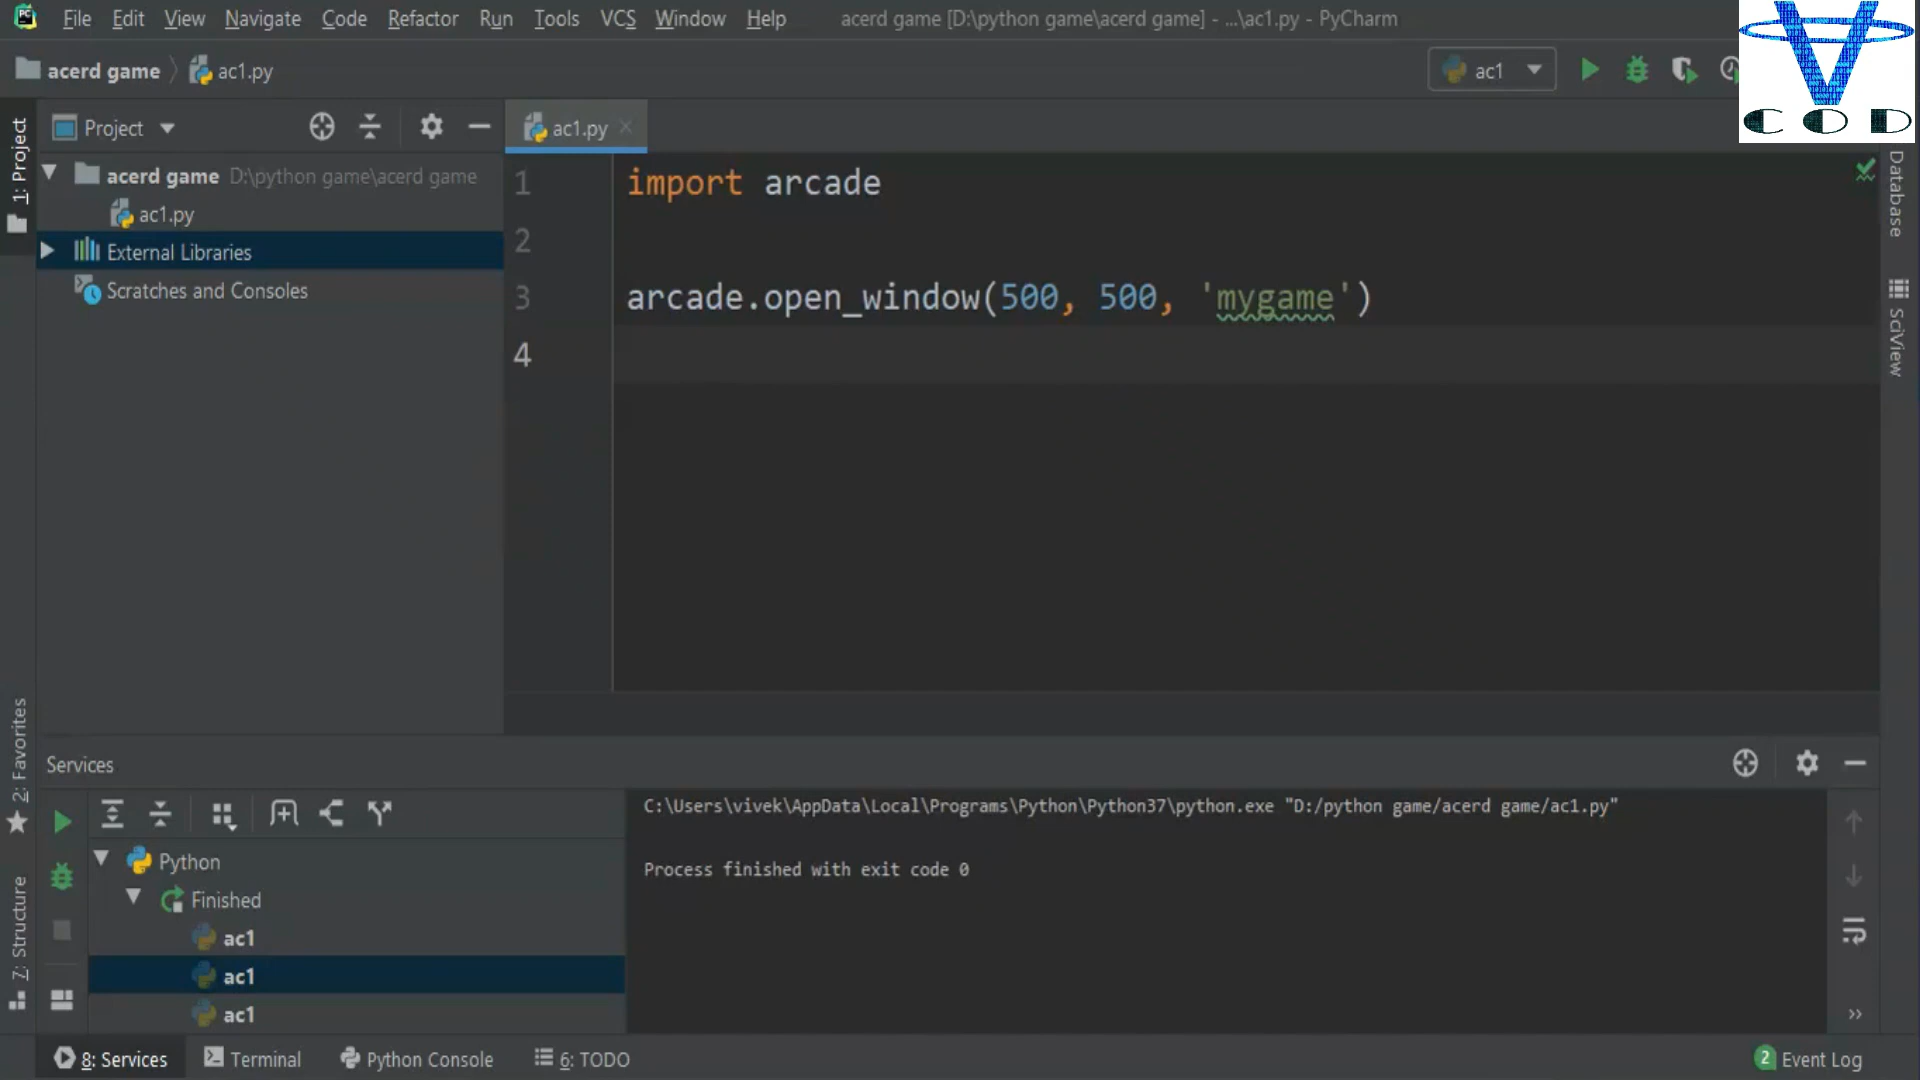 File Edit View Navigate Code Refactor Run Tools VCS Window Help acerd game [D:\python game\acerd game] - ...\ac1.py - PyCharm
acerd game ac1.py ac1
COD
1: Project
Project
ac1.py
acerd game D:\python game\acerd game
ac1.py
External Libraries
Scratches and Consoles
1 import arcade
2
3 arcade.open_window(500, 500, 'mygame')
4
Database
SciView
2: Favorites
7: Structure
Services
Python
Finished
ac1
ac1
ac1
C:\Users\vivek\AppData\Local\Programs\Python\Python37\python.exe "D:/python game/acerd game/ac1.py"
Process finished with exit code 0
8: Services Terminal Python Console 6: TODO 2 Event Log